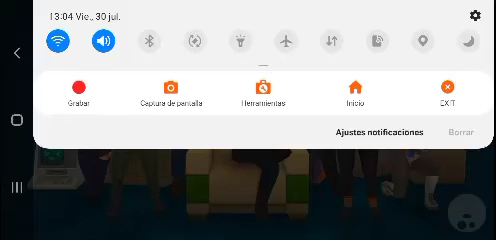 13:04 Vie., 30 jul.
Grabar
Captura de pantalla
Herramientas
Inicio
EXIT
Ajustes notificaciones
Borrar